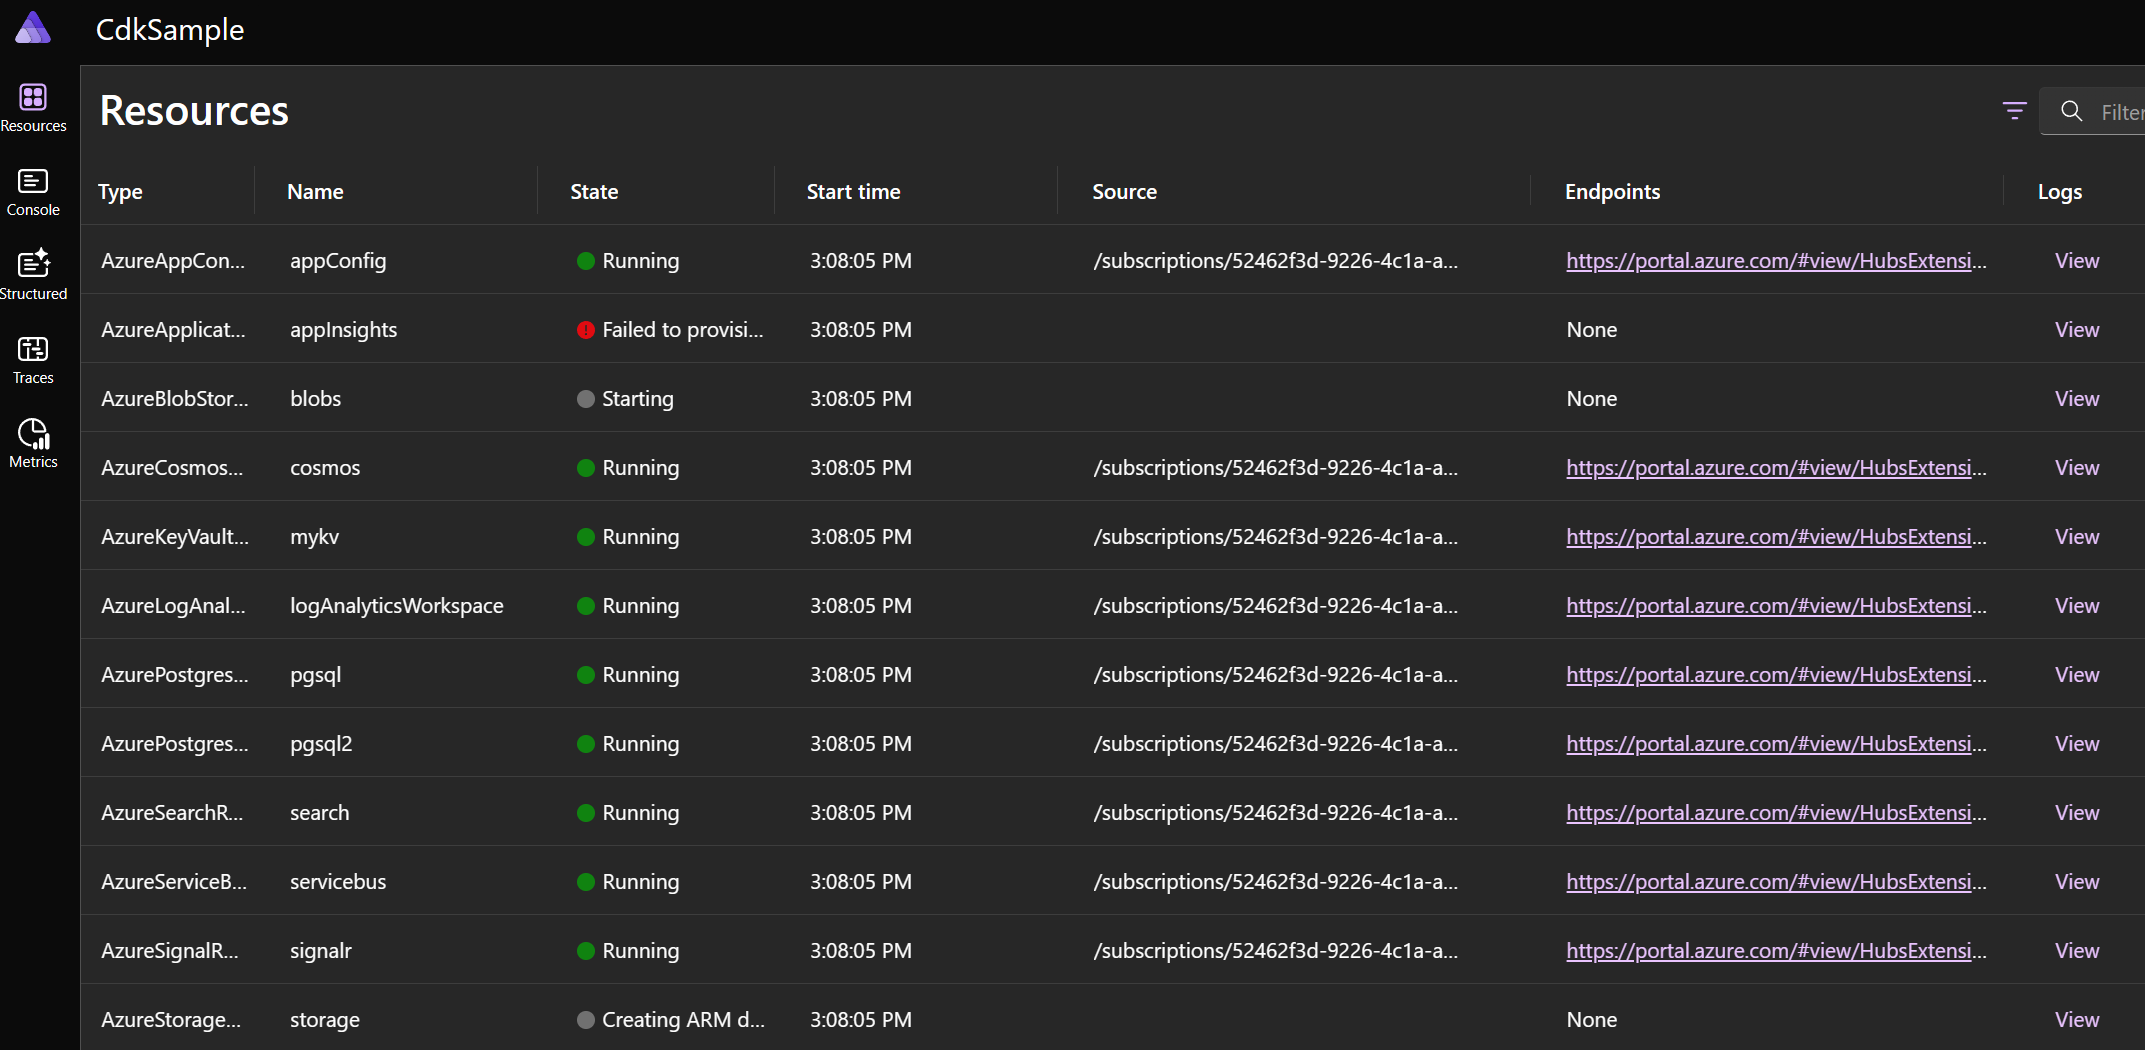 CdkSample
Resources
Console
Structured
Traces
Metrics
Resources
Filter
Type Name State Start time Source Endpoints Logs
AzureAppCon... appConfig Running 3:08:05 PM /subscriptions/52462f3d-9226-4c1a-a... https://portal.azure.com/#view/HubsExtensi... View
AzureApplicat... appInsights Failed to provisi... 3:08:05 PM None View
AzureBlobStor... blobs Starting 3:08:05 PM None View
AzureCosmos... cosmos Running 3:08:05 PM /subscriptions/52462f3d-9226-4c1a-a... https://portal.azure.com/#view/HubsExtensi... View
AzureKeyVault... mykv Running 3:08:05 PM /subscriptions/52462f3d-9226-4c1a-a... https://portal.azure.com/#view/HubsExtensi... View
AzureLogAnal... logAnalyticsWorkspace Running 3:08:05 PM /subscriptions/52462f3d-9226-4c1a-a... https://portal.azure.com/#view/HubsExtensi... View
AzurePostgres... pgsql Running 3:08:05 PM /subscriptions/52462f3d-9226-4c1a-a... https://portal.azure.com/#view/HubsExtensi... View
AzurePostgres... pgsql2 Running 3:08:05 PM /subscriptions/52462f3d-9226-4c1a-a... https://portal.azure.com/#view/HubsExtensi... View
AzureSearchR... search Running 3:08:05 PM /subscriptions/52462f3d-9226-4c1a-a... https://portal.azure.com/#view/HubsExtensi... View
AzureServiceB... servicebus Running 3:08:05 PM /subscriptions/52462f3d-9226-4c1a-a... https://portal.azure.com/#view/HubsExtensi... View
AzureSignalR... signalr Running 3:08:05 PM /subscriptions/52462f3d-9226-4c1a-a... https://portal.azure.com/#view/HubsExtensi... View
AzureStorage... storage Creating ARM d... 3:08:05 PM None View